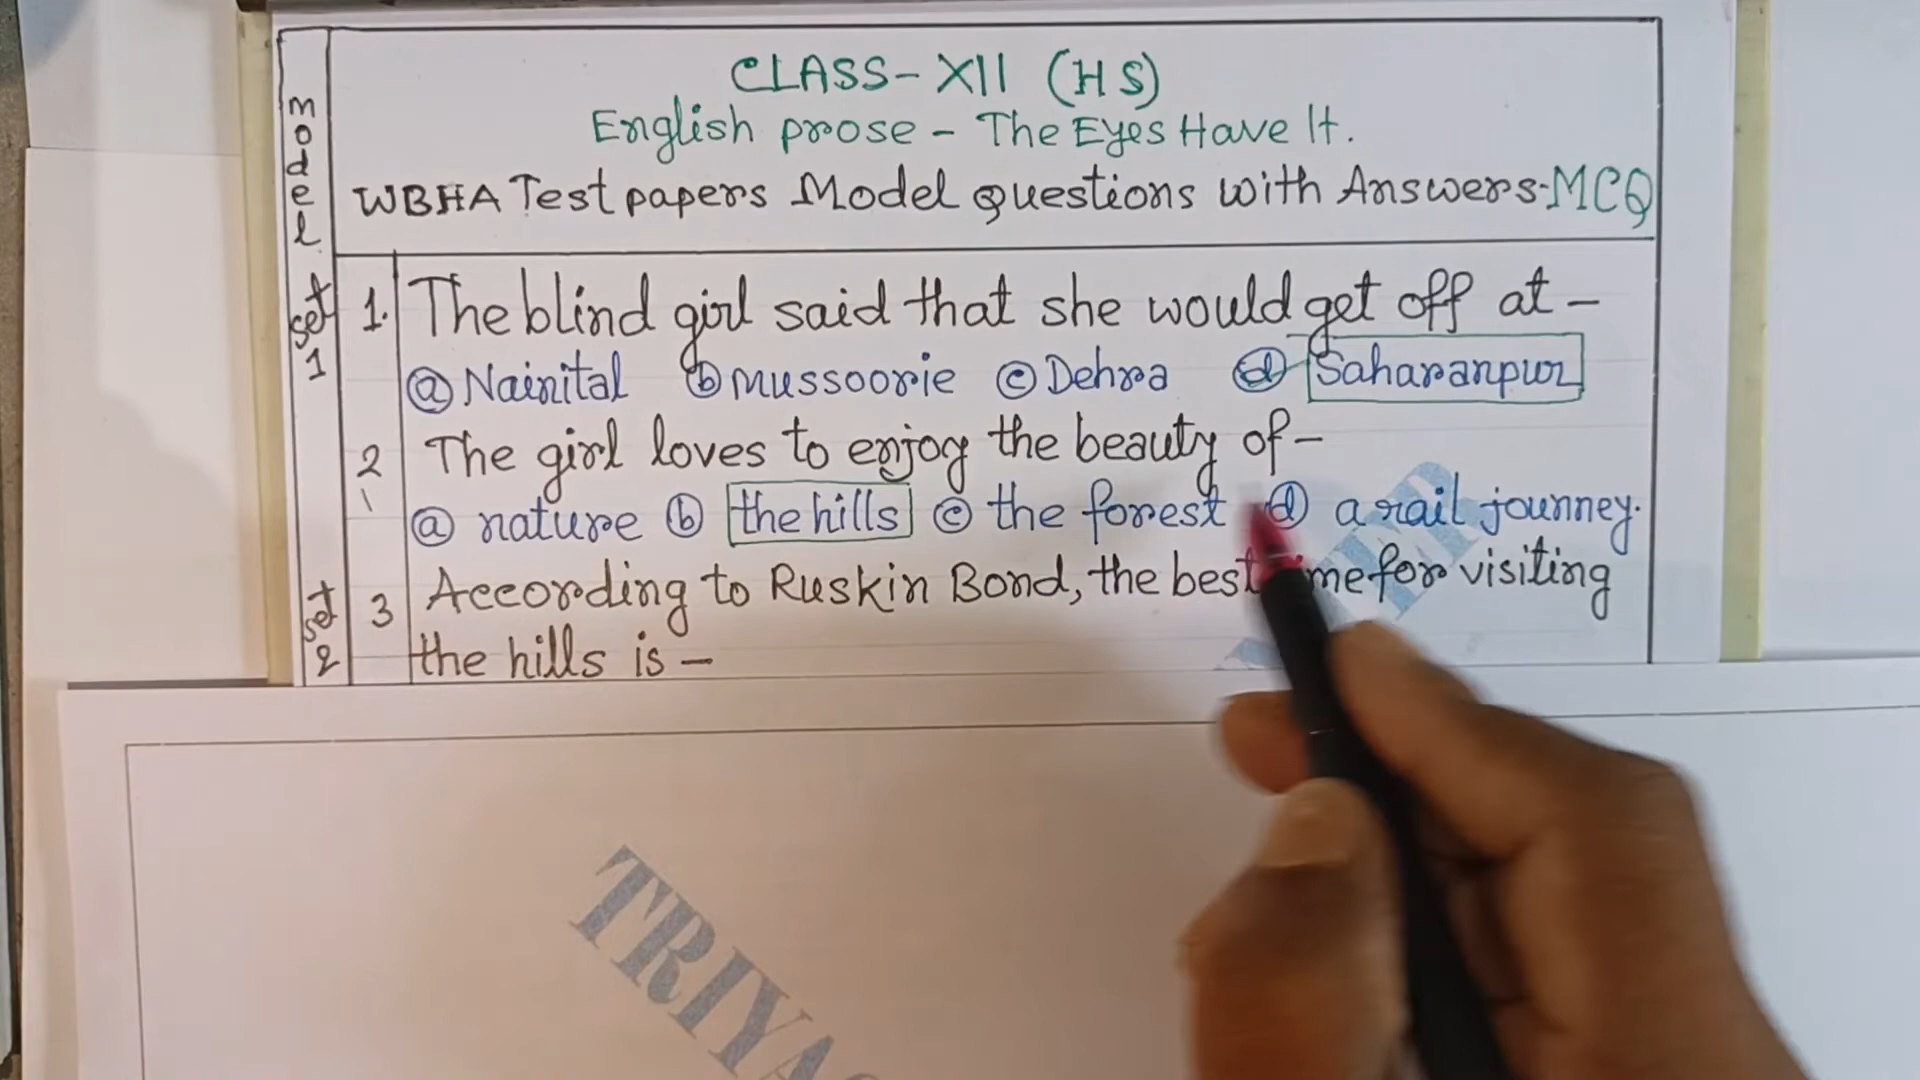 CLASS-XII (HS)
English prose - The Eyes Have It.
WBHA Test papers Model Questions with Answers-MCQ
Model
set 1
1. The blind girl said that she would get off at -
(a) Nainital (b) Mussoorie (c) Dehra (d) Saharanpur
2 The girl loves to enjoy the beauty of -
(a) nature (b) the hills (c) the forest (d) a rail jounney.
set 2
3 According to Ruskin Bond, the best for visiting
the hills is -